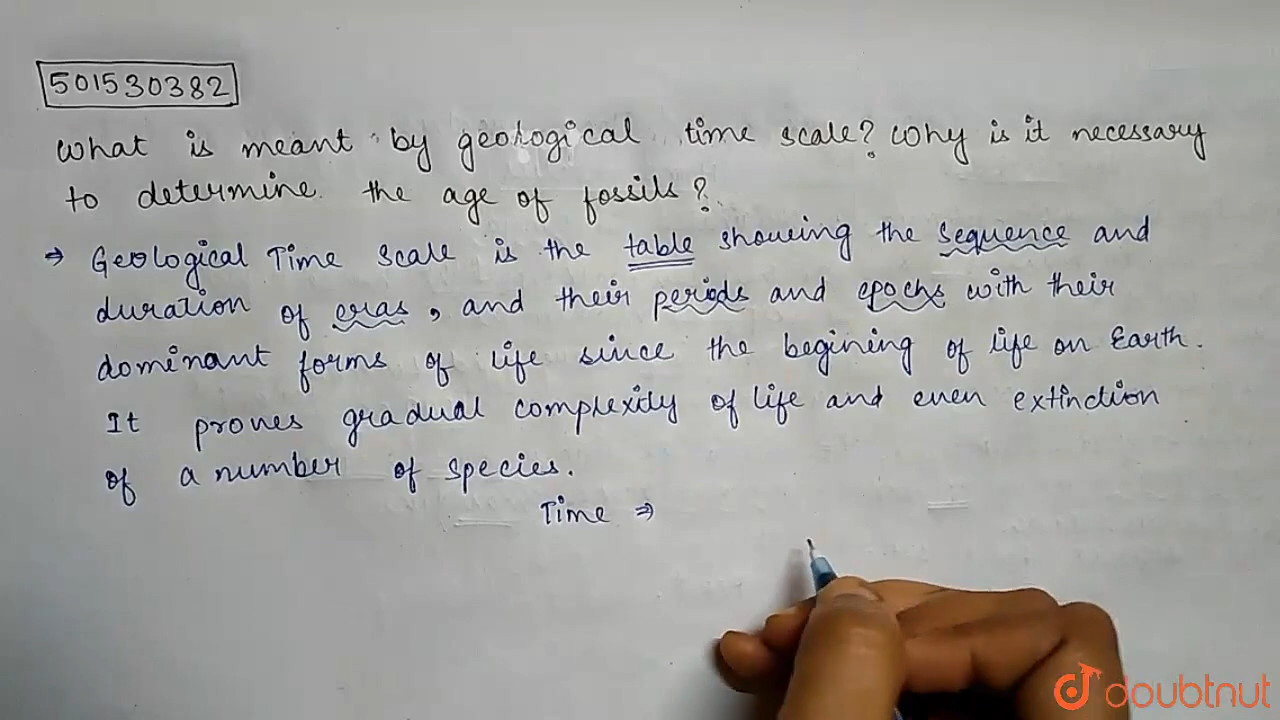 501530382
What is meant by geological time scale? Why is it necessary
to determine the age of fossils?
⇒ Geological Time Scale is the table showing the sequence and
duration of eras, and their periods and epochs with their
dominant forms of life since the begining of life on Earth.
It proves gradual complexity of life and even extinction
of a number of species.
Time ⇒
doubtnut